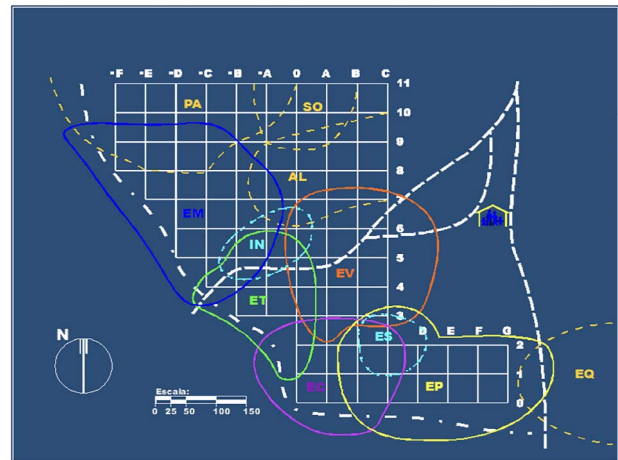 -F -E -D -C -B -A 0 A B C 11
PA SO 10
9
AL 8
EM 7
IN 6
EV 5
ET 4
N 3
ES D E F G 2
Escala: EC EP 1 EQ
0 25 50 100 150 0